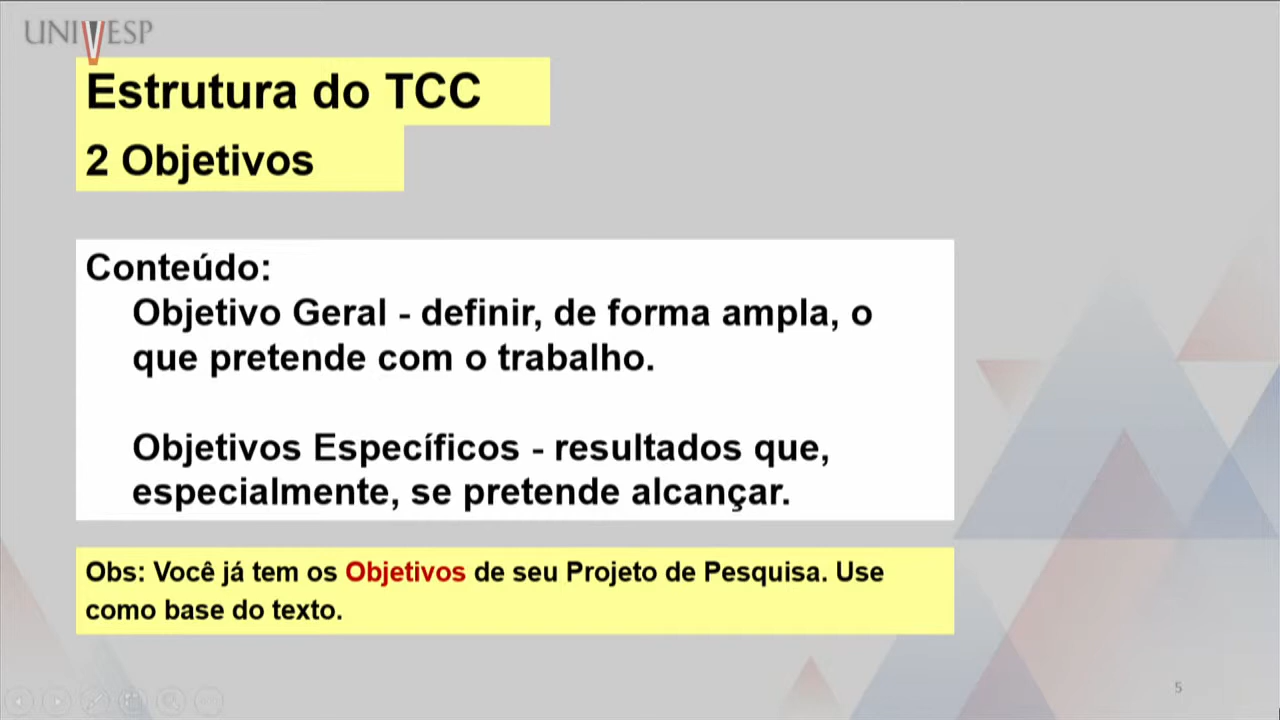 UNIVESP
Estrutura do TCC
2 Objetivos
Conteúdo:
Objetivo Geral - definir, de forma ampla, o
que pretende com o trabalho.
Objetivos Específicos - resultados que,
especialmente, se pretende alcançar.
Obs: Você já tem os Objetivos de seu Projeto de Pesquisa. Use
como base do texto.
5